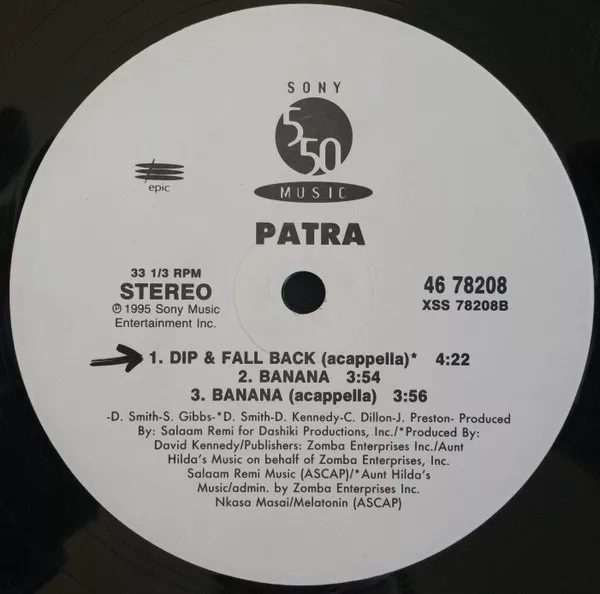 SONY
550
MUSIC
epic
PATRA
33 1/3 RPM
STEREO
℗ 1995 Sony Music
Entertainment Inc.
46 78208
XSS 78208B
1. DIP & FALL BACK (acappella)* 4:22
2. BANANA 3:54
3. BANANA (acappella) 3:56
-D. Smith-S. Gibbs-*D. Smith-D. Kennedy-C. Dillon-J. Preston- Produced
By: Salaam Remi for Dashiki Productions, Inc./*Produced By:
David Kennedy/Publishers: Zomba Enterprises Inc./Aunt
Hilda's Music on behalf of Zomba Enterprises, Inc.
Salaam Remi Music (ASCAP)/*Aunt Hilda's
Music/admin. by Zomba Enterprises Inc.
Nkasa Masai/Melatonin (ASCAP)